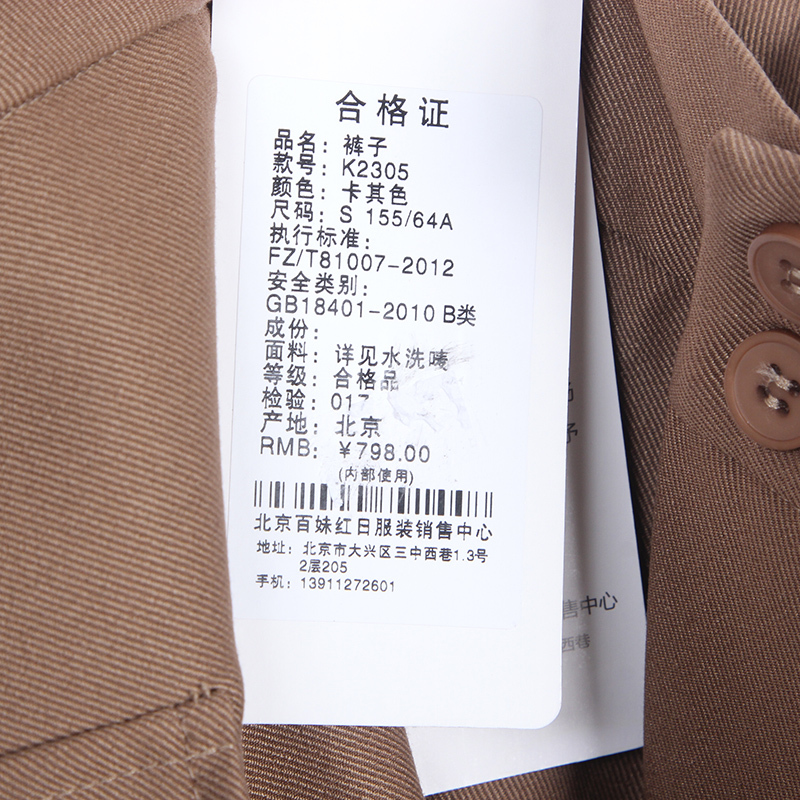 合格证
品名：裤子
款号：K2305
颜色：卡其色
尺码：S 155/64A
执行标准：
FZ/T81007-2012
安全类别：
GB18401-2010 B类
成份：
面料：详见水洗唛
等级：合格品
检验：017
产地：北京
RMB：￥798.00
(内部使用)
北京百妹红日服装销售中心
地址：北京市大兴区三中西巷1.3号
2层205
手机：13911272601
售中心
西巷